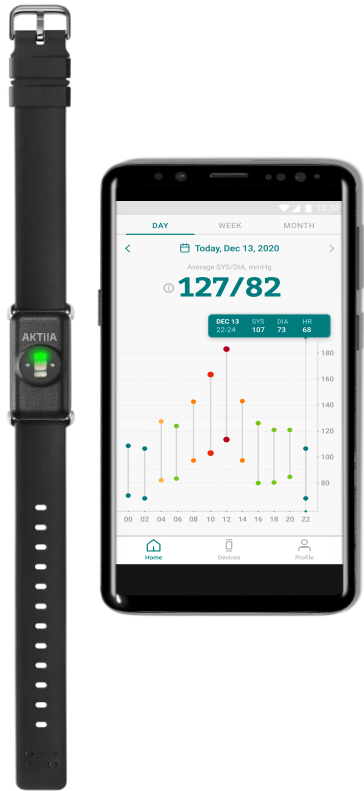 AKTIIA
12:30
DAY WEEK MONTH
Today, Dec 13, 2020
Average SYS/DIA, mmHg
127/82
DEC 13 SYS DIA HR
22-24 107 73 68
180
160
140
120
100
80
00 02 04 06 08 10 12 14 16 18 20 22
Home Devices Profile